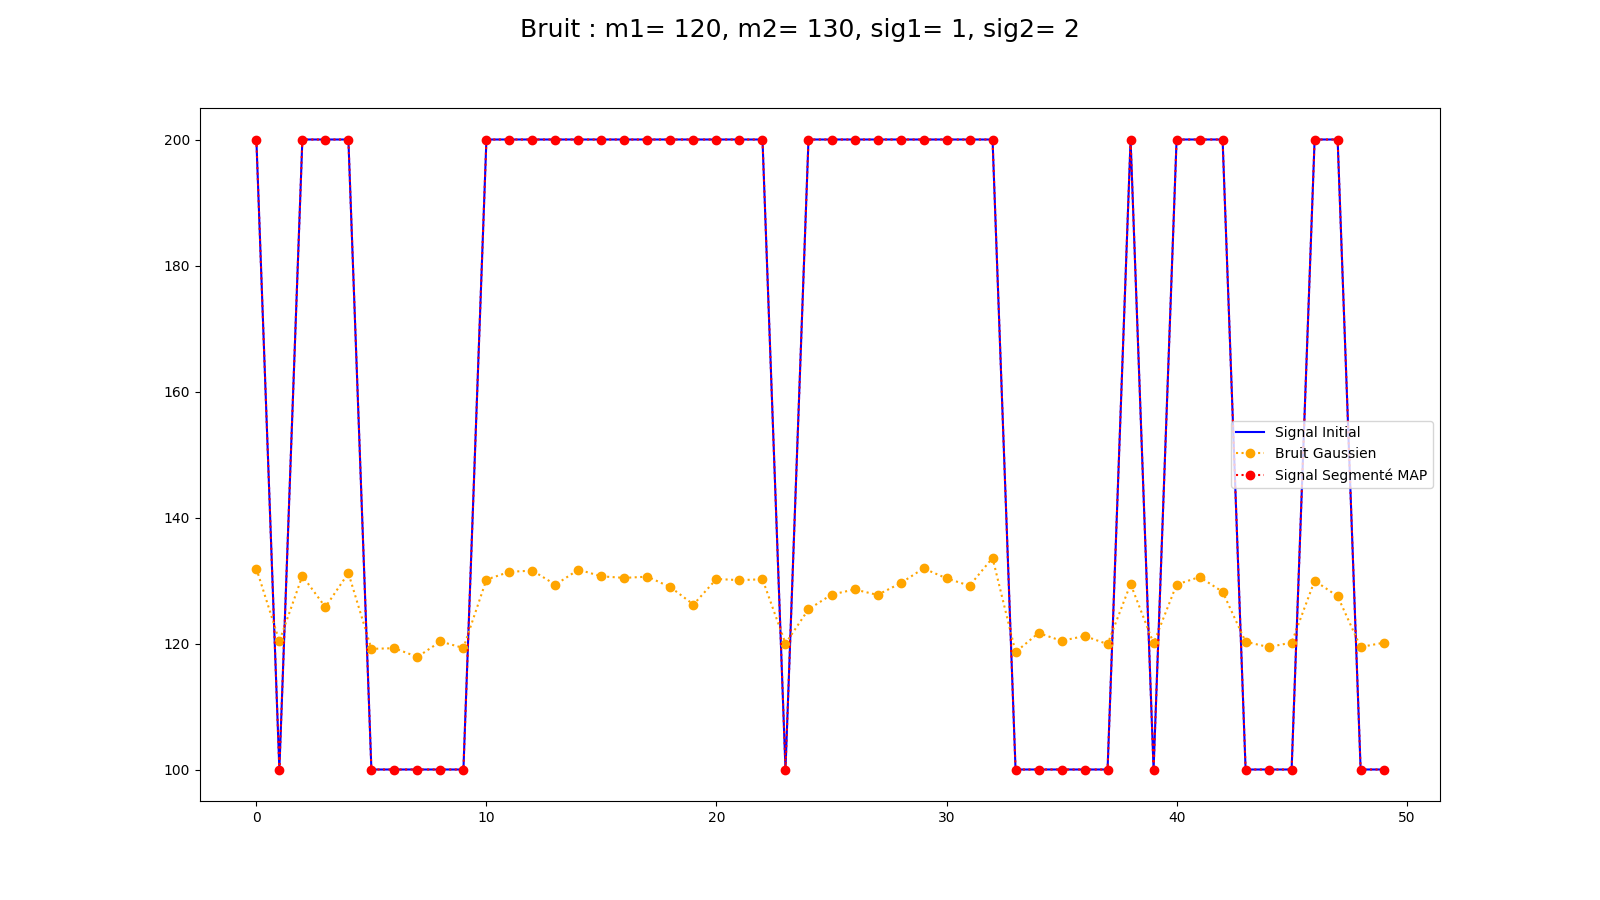 Bruit : m1= 120, m2= 130, sig1= 1, sig2= 2
200
180
160
140
120
100
0 10 20 30 40 50
Signal Initial
Bruit Gaussien
Signal Segmenté MAP